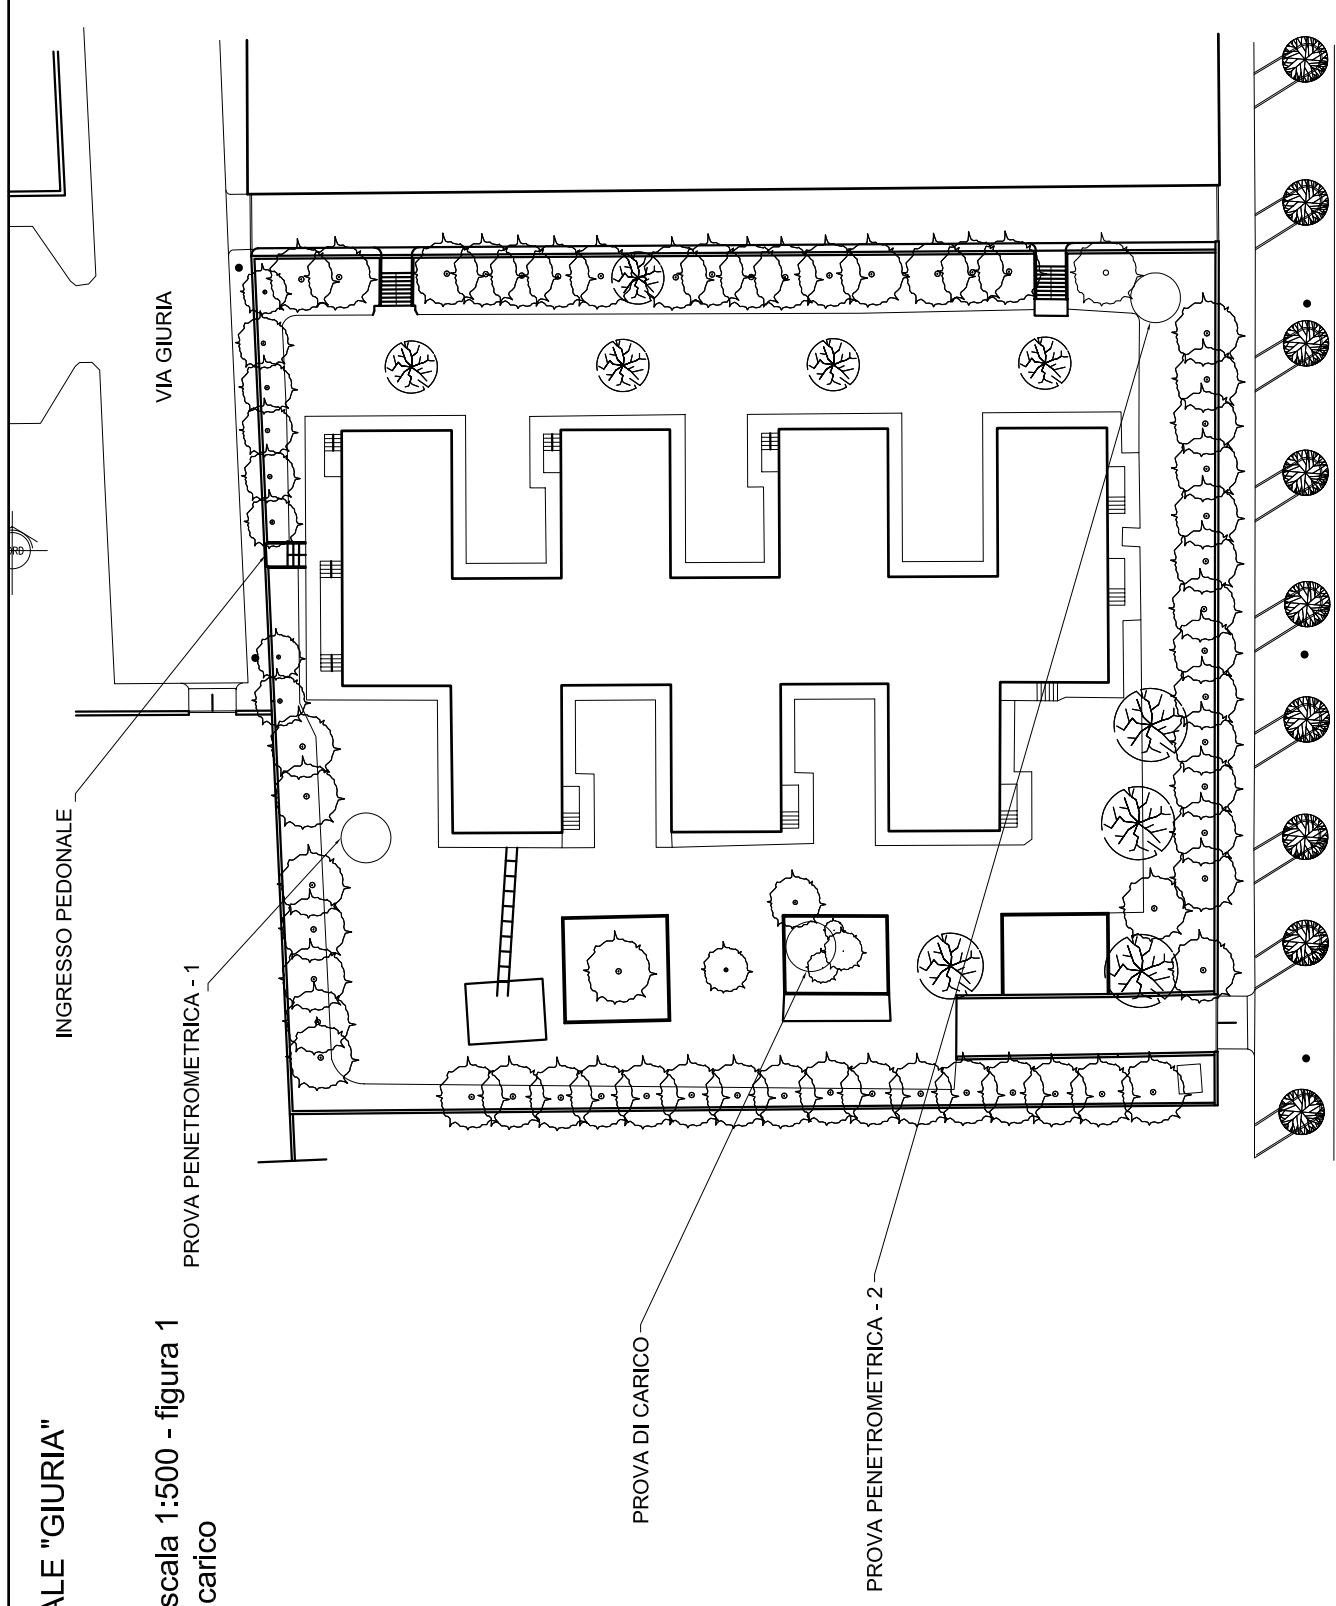 ALE "GIURIA"
scala 1:500 - figura 1
carico
INGRESSO PEDONALE
VIA GIURIA
PROVA PENETROMETRICA - 1
PROVA DI CARICO
PROVA PENETROMETRICA - 2